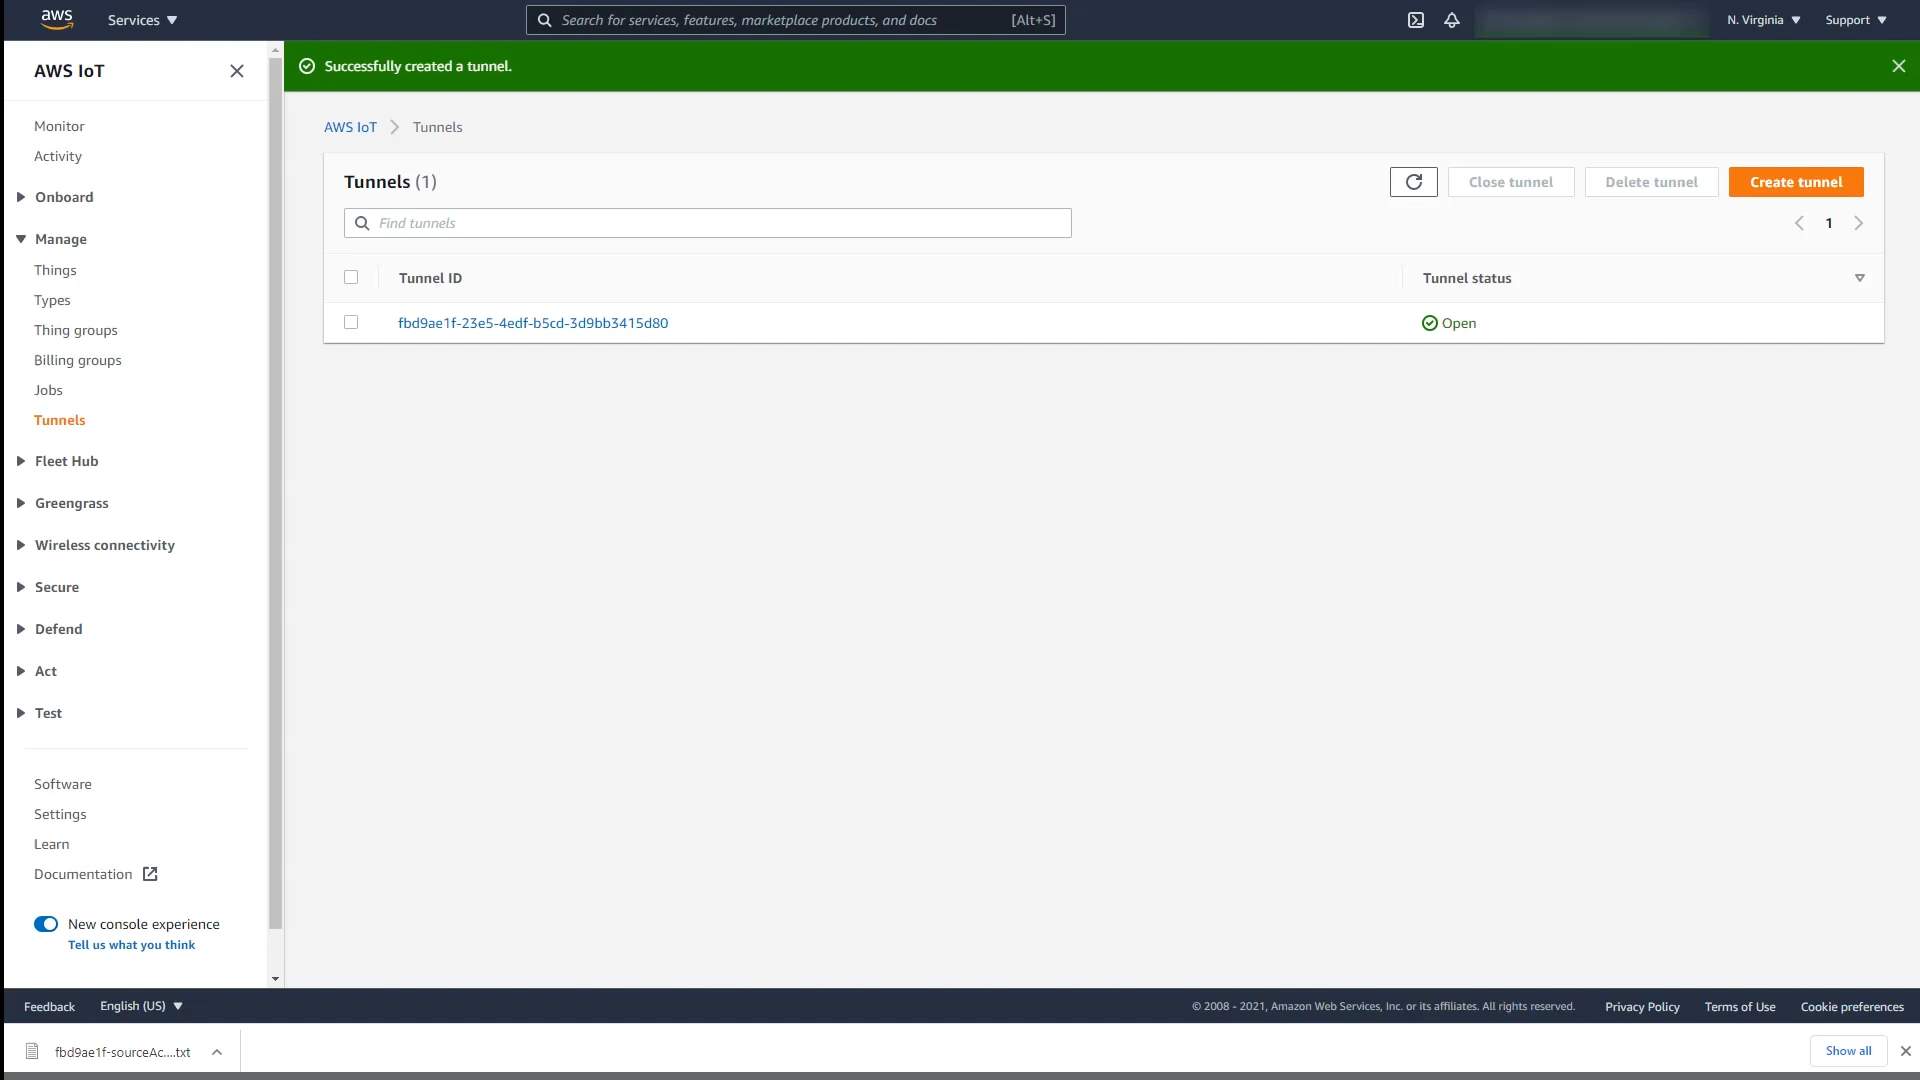 aws
Services
Search for services, features, marketplace products, and docs
[Alt+S]
N. Virginia
Support
AWS IoT
Successfully created a tunnel.
Monitor
Activity
Onboard
Manage
Things
Types
Thing groups
Billing groups
Jobs
Tunnels
Fleet Hub
Greengrass
Wireless connectivity
Secure
Defend
Act
Test
Software
Settings
Learn
Documentation
New console experience
Tell us what you think
AWS IoT
Tunnels
Tunnels (1)
Close tunnel
Delete tunnel
Create tunnel
Find tunnels
1
Tunnel ID
Tunnel status
fbd9ae1f-23e5-4edf-b5cd-3d9bb3415d80
Open
Feedback
English (US)
© 2008 - 2021, Amazon Web Services, Inc. or its affiliates. All rights reserved.
Privacy Policy
Terms of Use
Cookie preferences
fbd9ae1f-sourceAc....txt
Show all